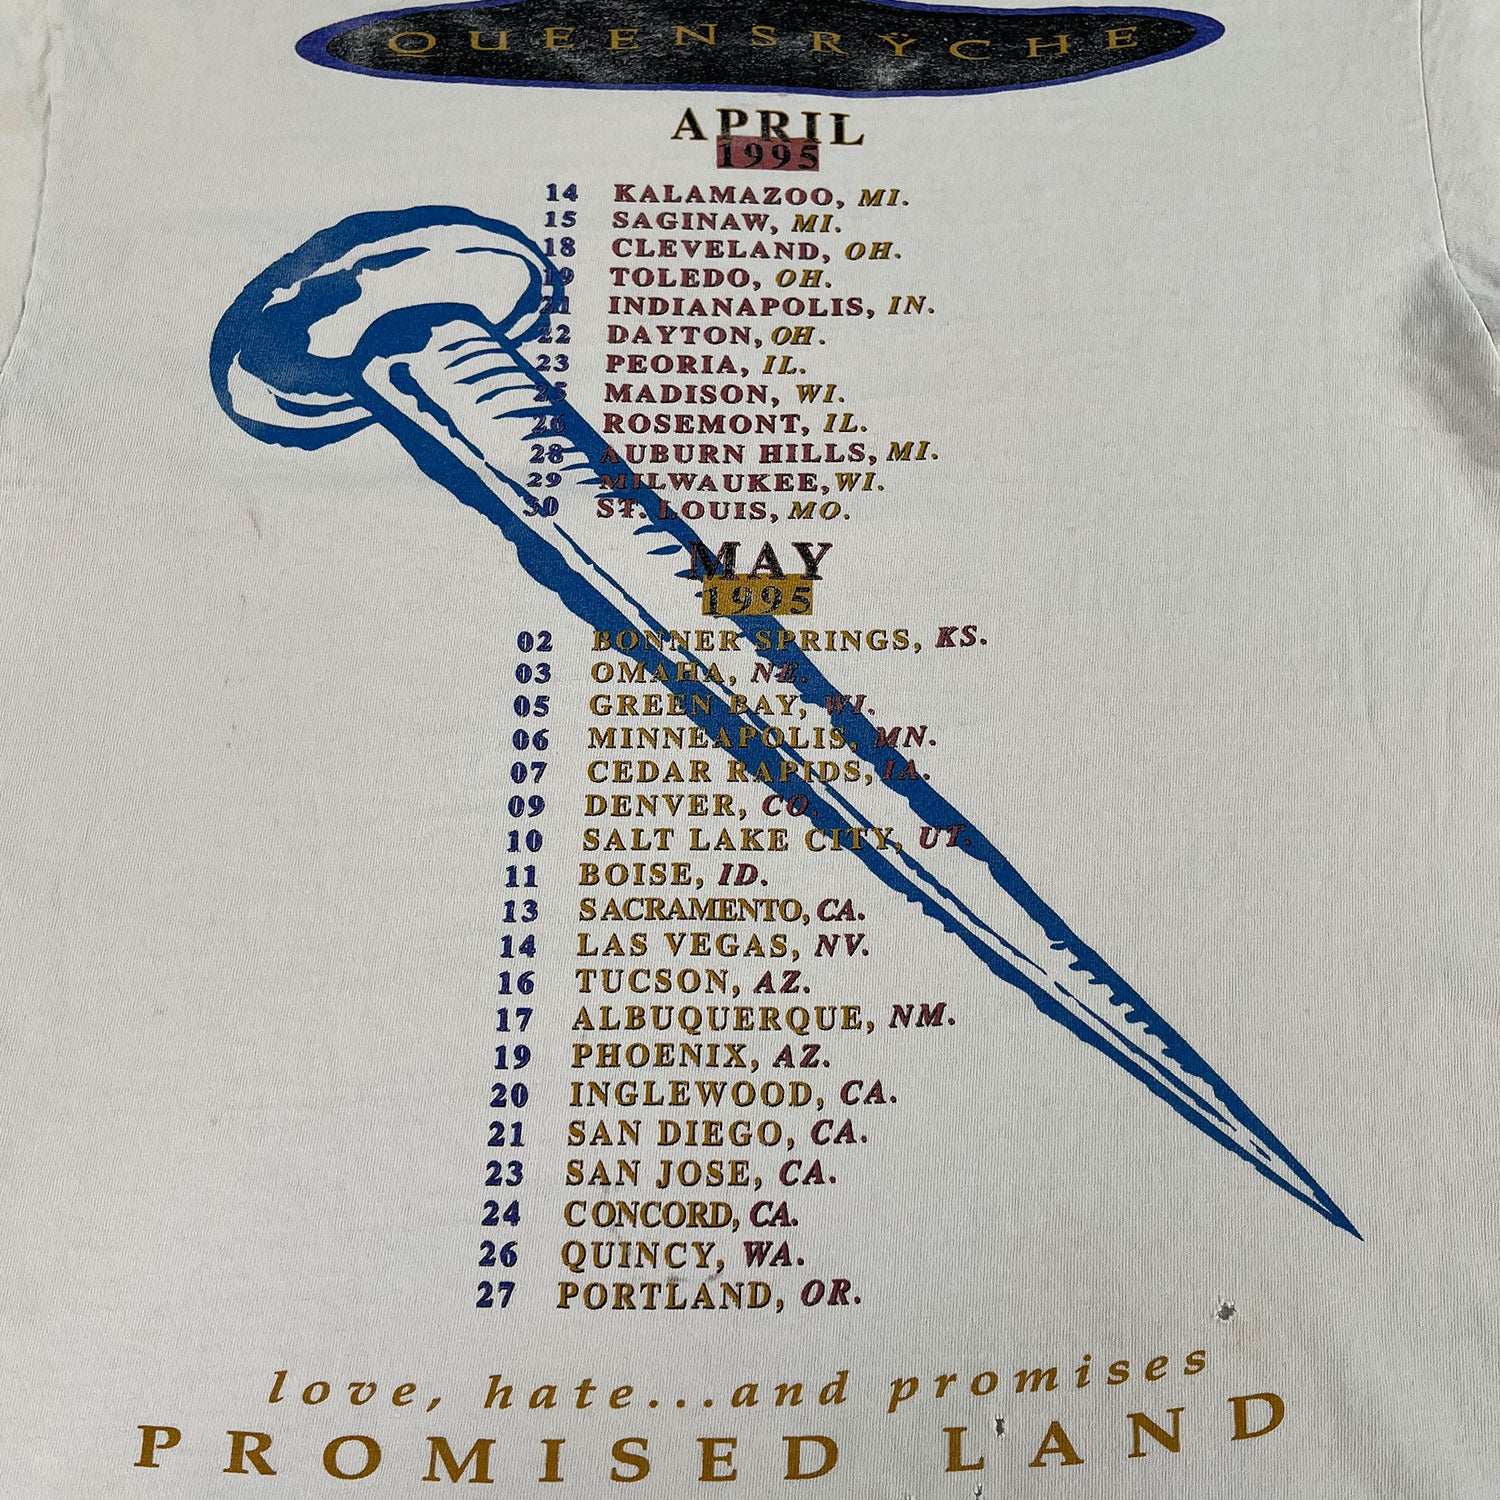 QUEENSRŸCHE
APRIL
1995
14 KALAMAZOO, MI.
15 SAGINAW, MI.
18 CLEVELAND, OH.
19 TOLEDO, OH.
21 INDIANAPOLIS, IN.
22 DAYTON, OH.
23 PEORIA, IL.
25 MADISON, WI.
26 ROSEMONT, IL.
28 AUBURN HILLS, MI.
29 MILWAUKEE, WI.
30 ST. LOUIS, MO.
MAY
1995
02 BONNER SPRINGS, KS.
03 OMAHA, NE.
05 GREEN BAY, WI.
06 MINNEAPOLIS, MN.
07 CEDAR RAPIDS, IA.
09 DENVER, CO.
10 SALT LAKE CITY, UT.
11 BOISE, ID.
13 SACRAMENTO, CA.
14 LAS VEGAS, NV.
16 TUCSON, AZ.
17 ALBUQUERQUE, NM.
19 PHOENIX, AZ.
20 INGLEWOOD, CA.
21 SAN DIEGO, CA.
23 SAN JOSE, CA.
24 CONCORD, CA.
26 QUINCY, WA.
27 PORTLAND, OR.
love, hate...and promises
PROMISED LAND